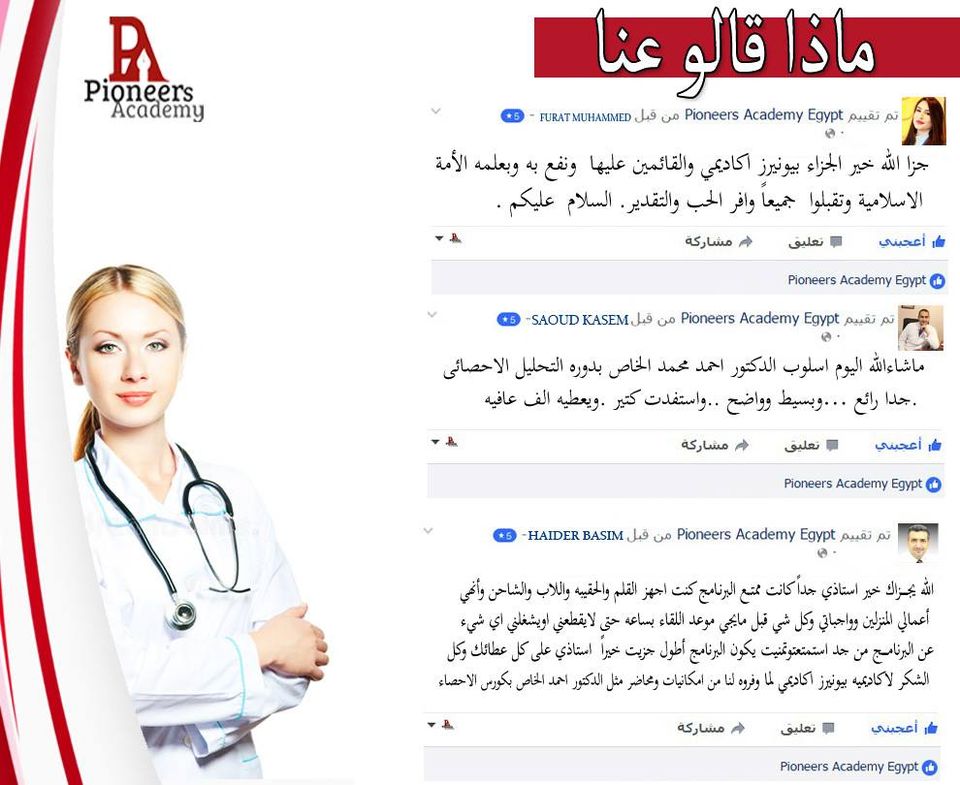 Pioneers
Academy
ماذا قالو عنا
تم تقييم Pioneers Academy Egypt من قبل FURAT MUHAMMED - 5★
جزا الله خير الجزاء بيونيرز اكاديمي والقائمين عليها ونفع به وبعلمه الأمة
الاسلامية وتقبلوا جميعاً وافر الحب والتقدير. السلام عليكم .
أعجبني تعليق مشاركة
Pioneers Academy Egypt
تم تقييم Pioneers Academy Egypt من قبل SAOUD KASEM - 5★
ماشاءالله اليوم اسلوب الدكتور احمد محمد الخاص بدوره التحليل الاحصائى
جدا رائع ...وبسيط وواضح ..واستفدت كتير .ويعطيه الف عافيه.
أعجبني تعليق مشاركة
Pioneers Academy Egypt
تم تقييم Pioneers Academy Egypt من قبل HAIDER BASIM - 5★
الله يجزاك خير استاذي جداً كانت ممتع البرنامج كنت اجهز القلم والحقيبه واللاب والشاحن وأنهي
أعمالي المنزلين وواجباتي وكل شي قبل مايجي موعد اللقاء بساعه حتى لايقطعني اويشغلني اي شيء
عن البرنامج من جد استمتعتوتمنيت يكون البرنامج أطول جزيت خيراً استاذي على كل عطائك وكل
الشكر لاكاديميه بيونيرز اكاديمي لما وفروه لنا من امكانيات ومحاضر مثل الدكتور احمد الخاص بكورس الاحصاء
أعجبني تعليق مشاركة
Pioneers Academy Egypt